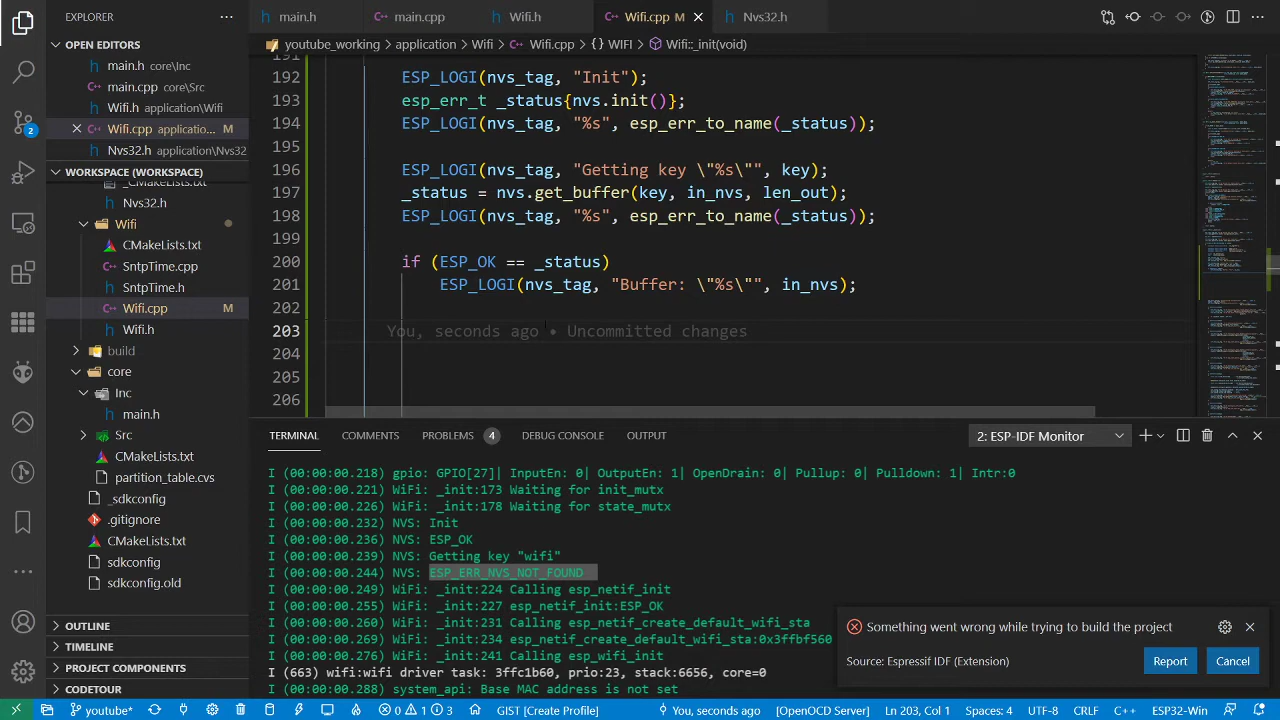 EXPLORER
main.h
main.cpp
Wifi.h
Wifi.cpp M
Nvs32.h
OPEN EDITORS
main.h core\Inc
main.cpp core\Src
Wifi.h application\Wifi
Wifi.cpp applicatio... M
Nvs32.h application\Nvs32
WORKSPACE (WORKSPACE)
CMakeLists.txt
Nvs32.h
Wifi
CMakeLists.txt
SntpTime.cpp
SntpTime.h
Wifi.cpp M
Wifi.h
build
core
Inc
main.h
Src
CMakeLists.txt
partition_table.cvs
_sdkconfig
.gitignore
CMakeLists.txt
sdkconfig
sdkconfig.old
OUTLINE
TIMELINE
PROJECT COMPONENTS
CODETOUR
2
youtube_working > application > Wifi > Wifi.cpp > {} WIFI > Wifi::_init(void)
191
192 ESP_LOGI(nvs_tag, "Init");
193 esp_err_t _status{nvs.init()};
194 ESP_LOGI(nvs_tag, "%s", esp_err_to_name(_status));
195
196 ESP_LOGI(nvs_tag, "Getting key \"%s\"", key);
197 _status = nvs.get_buffer(key, in_nvs, len_out);
198 ESP_LOGI(nvs_tag, "%s", esp_err_to_name(_status));
199
200 if (ESP_OK == _status)
201 ESP_LOGI(nvs_tag, "Buffer: \"%s\"", in_nvs);
202
203 You, seconds ago • Uncommitted changes
204
205
206
TERMINAL COMMENTS PROBLEMS 4 DEBUG CONSOLE OUTPUT 2: ESP-IDF Monitor
I (00:00:00.218) gpio: GPIO[27]| InputEn: 0| OutputEn: 1| OpenDrain: 0| Pullup: 0| Pulldown: 1| Intr:0
I (00:00:00.221) WiFi: _init:173 Waiting for init_mutx
I (00:00:00.226) WiFi: _init:178 Waiting for state_mutx
I (00:00:00.232) NVS: Init
I (00:00:00.236) NVS: ESP_OK
I (00:00:00.239) NVS: Getting key "wifi"
I (00:00:00.244) NVS: ESP_ERR_NVS_NOT_FOUND
I (00:00:00.249) WiFi: _init:224 Calling esp_netif_init
I (00:00:00.255) WiFi: _init:227 esp_netif_init:ESP_OK
I (00:00:00.262) WiFi: _init:231 Calling esp_netif_create_default_wifi_sta
I (00:00:00.269) WiFi: _init:234 esp_netif_create_default_wifi_sta:0x3ffbf560
I (00:00:00.276) WiFi: _init:241 Calling esp_wifi_init
I (663) wifi:wifi driver task: 3ffc1b60, prio:23, stack:6656, core=0
I (00:00:00.288) system_api: Base MAC address is not set
Something went wrong while trying to build the project
Source: Espressif IDF (Extension)
Report
Cancel
youtube* 0 1 3 GIST [Create Profile] You, seconds ago [OpenOCD Server] Ln 203, Col 1 Spaces: 4 UTF-8 CRLF C++ ESP32-Win